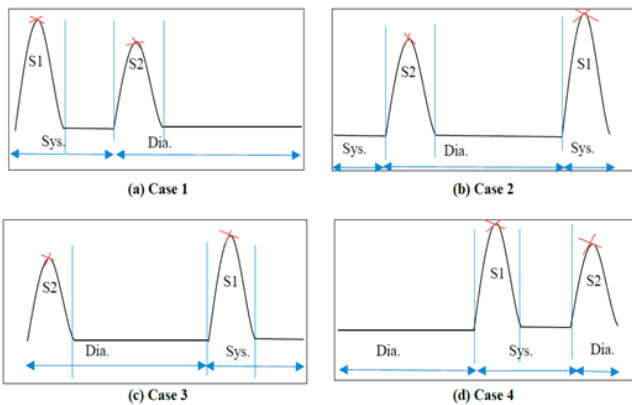 S1
S2
Sys.
Dia.
(a) Case 1
S2
S1
Sys.
Dia.
Sys.
(b) Case 2
S2
S1
Dia.
Sys.
(c) Case 3
S1
S2
Dia.
Sys.
Dia.
(d) Case 4